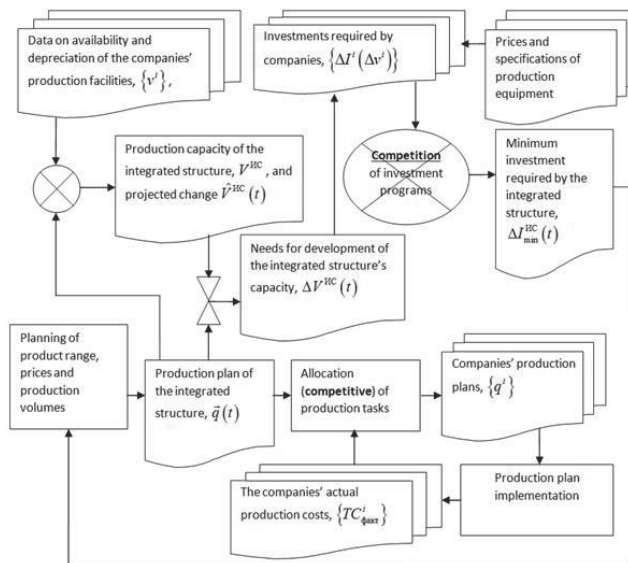 Data on availability and
depreciation of the companies'
production facilities, {v^i},
Investments required by
companies, {ΔI^i(Δv^i)}
Prices and
specifications of
production
equipment
Production capacity of the
integrated structure, V^ИС, and
projected change V̂^ИС(t)
Competition
of investment
programs
Minimum
investment
required by the
integrated
structure,
ΔI^ИС_min(t)
Needs for development of
the integrated structure's
capacity, ΔV^ИС(t)
Planning of
product range,
prices and
production
volumes
Production plan of
the integrated
structure, q⃗(t)
Allocation
(competitive) of
production tasks
Companies' production
plans, {q^i}
The companies' actual
production costs, {TC^i_факт}
Production plan
implementation